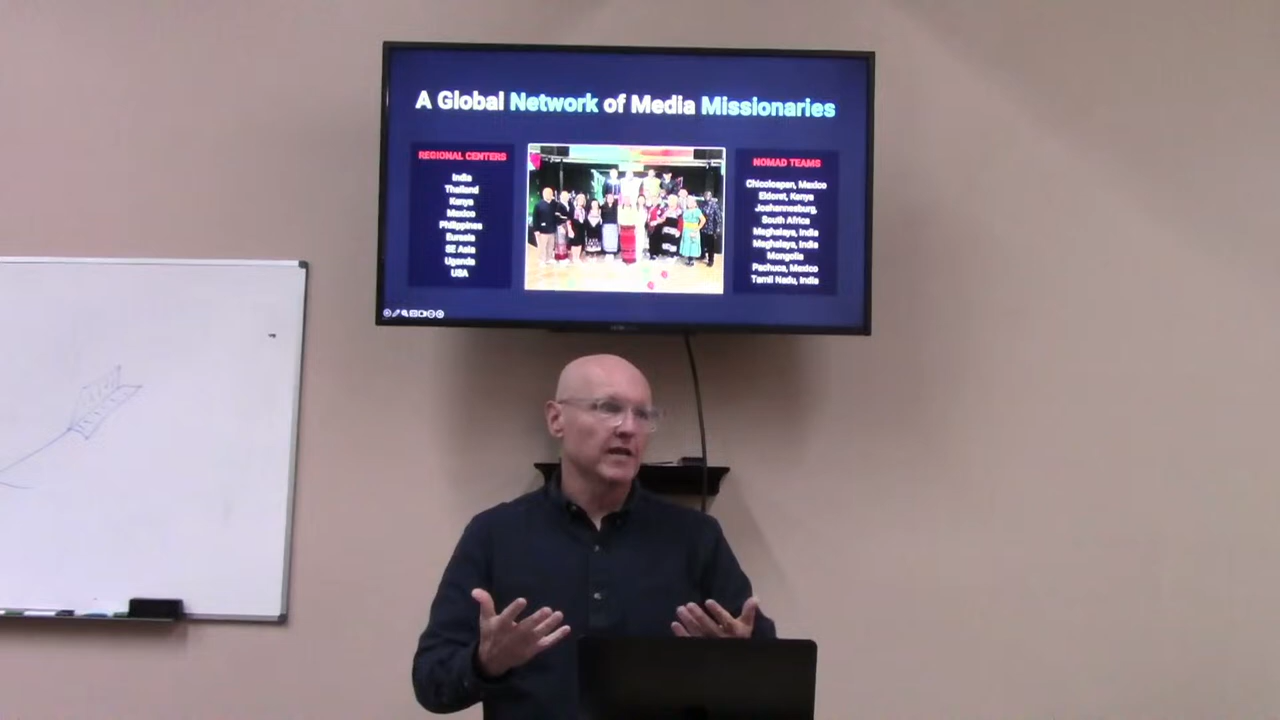 A Global Network of Media Missionaries
REGIONAL CENTERS
India
Thailand
Kenya
Mexico
Philippines
Eurasia
SE Asia
Uganda
USA
NOMAD TEAMS
Chicoloapan, Mexico
Eldoret, Kenya
Joahannesburg,
South Africa
Meghalaya, India
Meghalaya, India
Mongolia
Pachuca, Mexico
Tamil Nadu, India